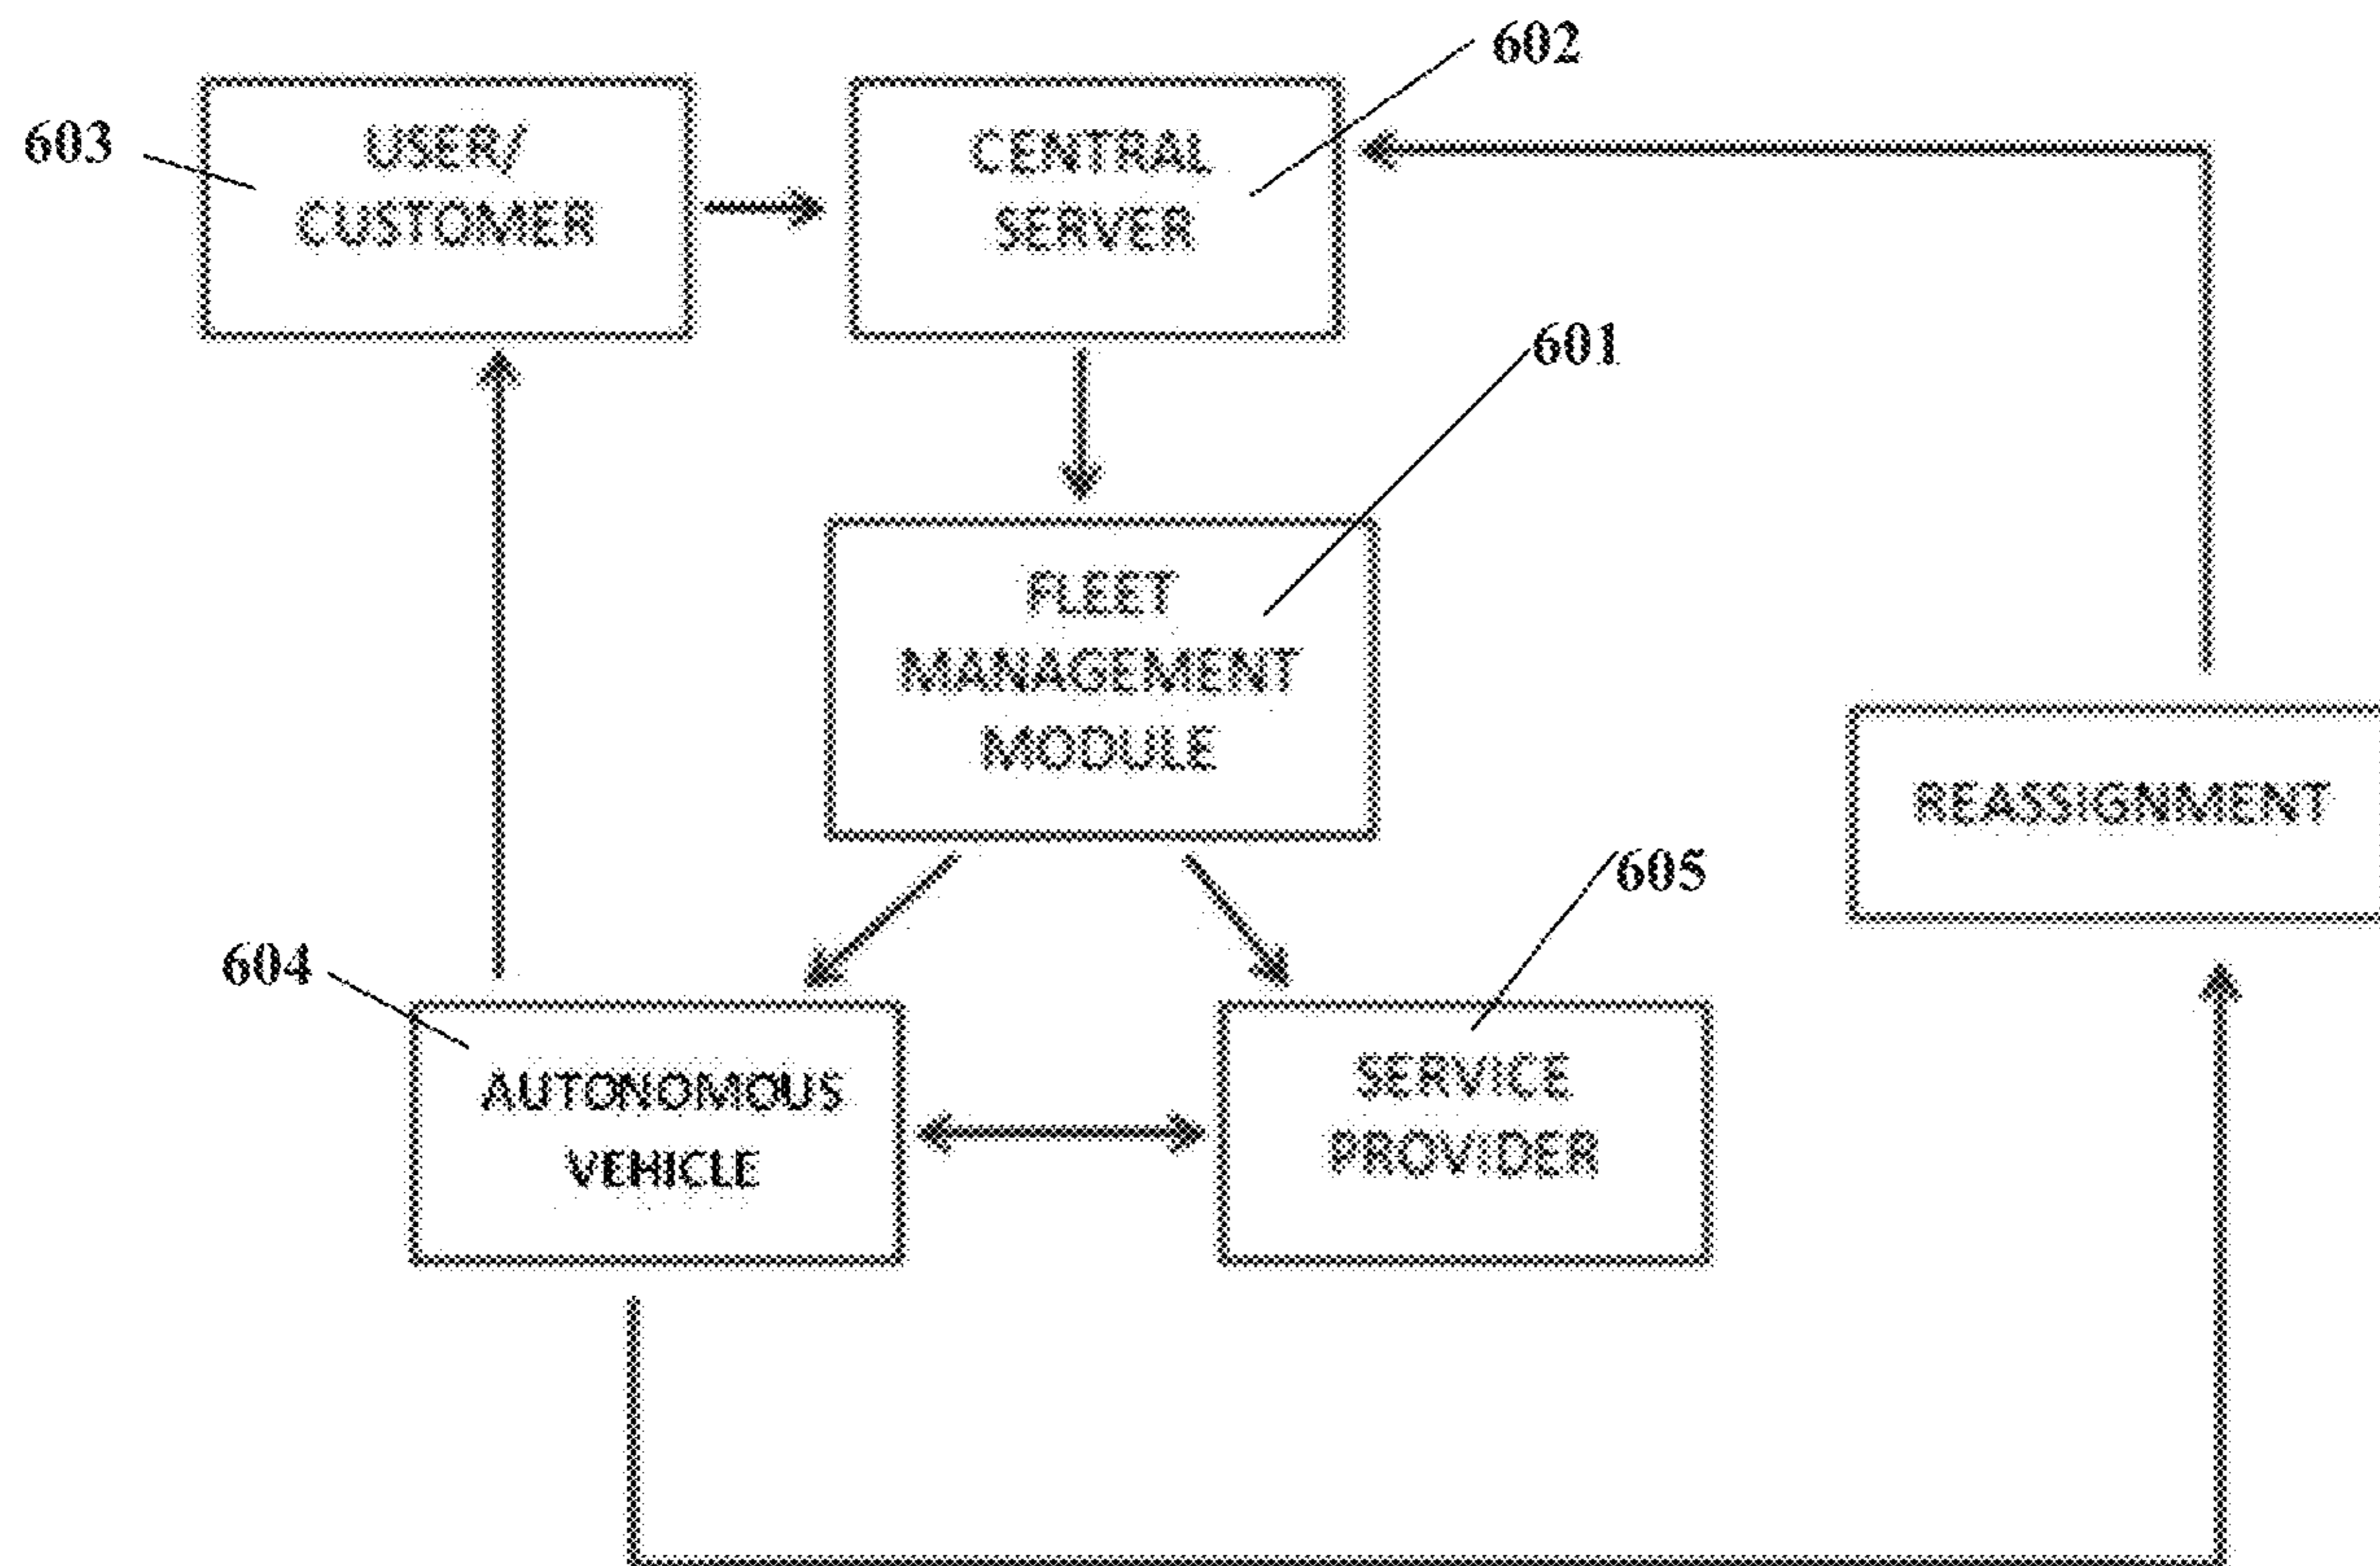 602
603
USER/
CUSTOMER
CENTRAL
SERVER
601
FLEET
MANAGEMENT
MODULE
REASSIGNMENT
605
604
AUTONOMOUS
VEHICLE
SERVICE
PROVIDER